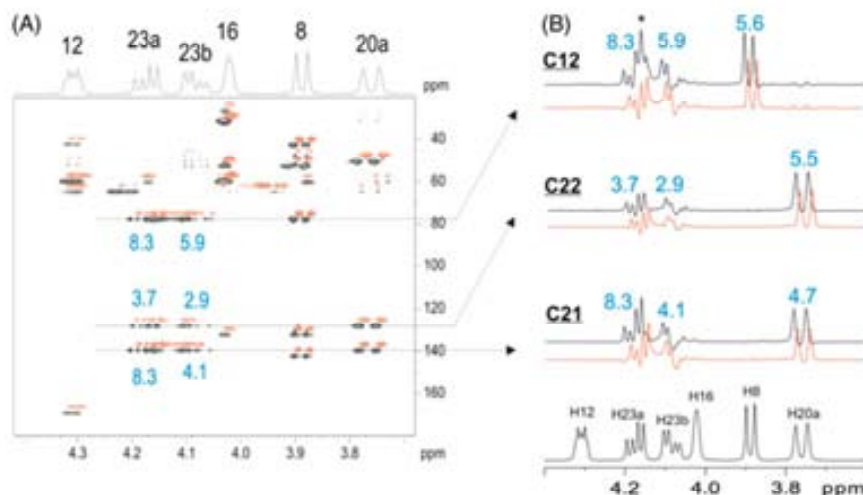 (A)
12 23a 23b 16 8 20a
ppm
40
60
80
8.3 5.9
100
3.7 2.9
120
140
8.3 4.1
160
4.3 4.2 4.1 4.0 3.9 3.8 ppm
(B)
*
8.3 5.9 5.6
C12
3.7 2.9 5.5
C22
8.3 4.1 4.7
C21
H12 H23a H23b H16 H8 H20a
4.2 4.0 3.8 ppm